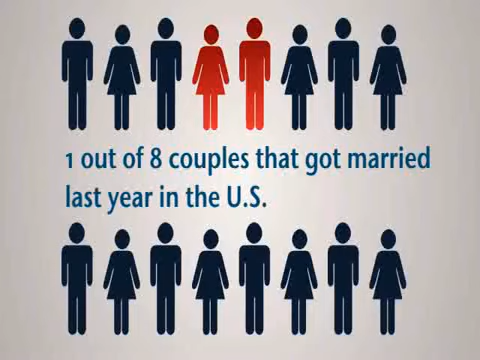 1 out of 8 couples that got married
last year in the U.S.